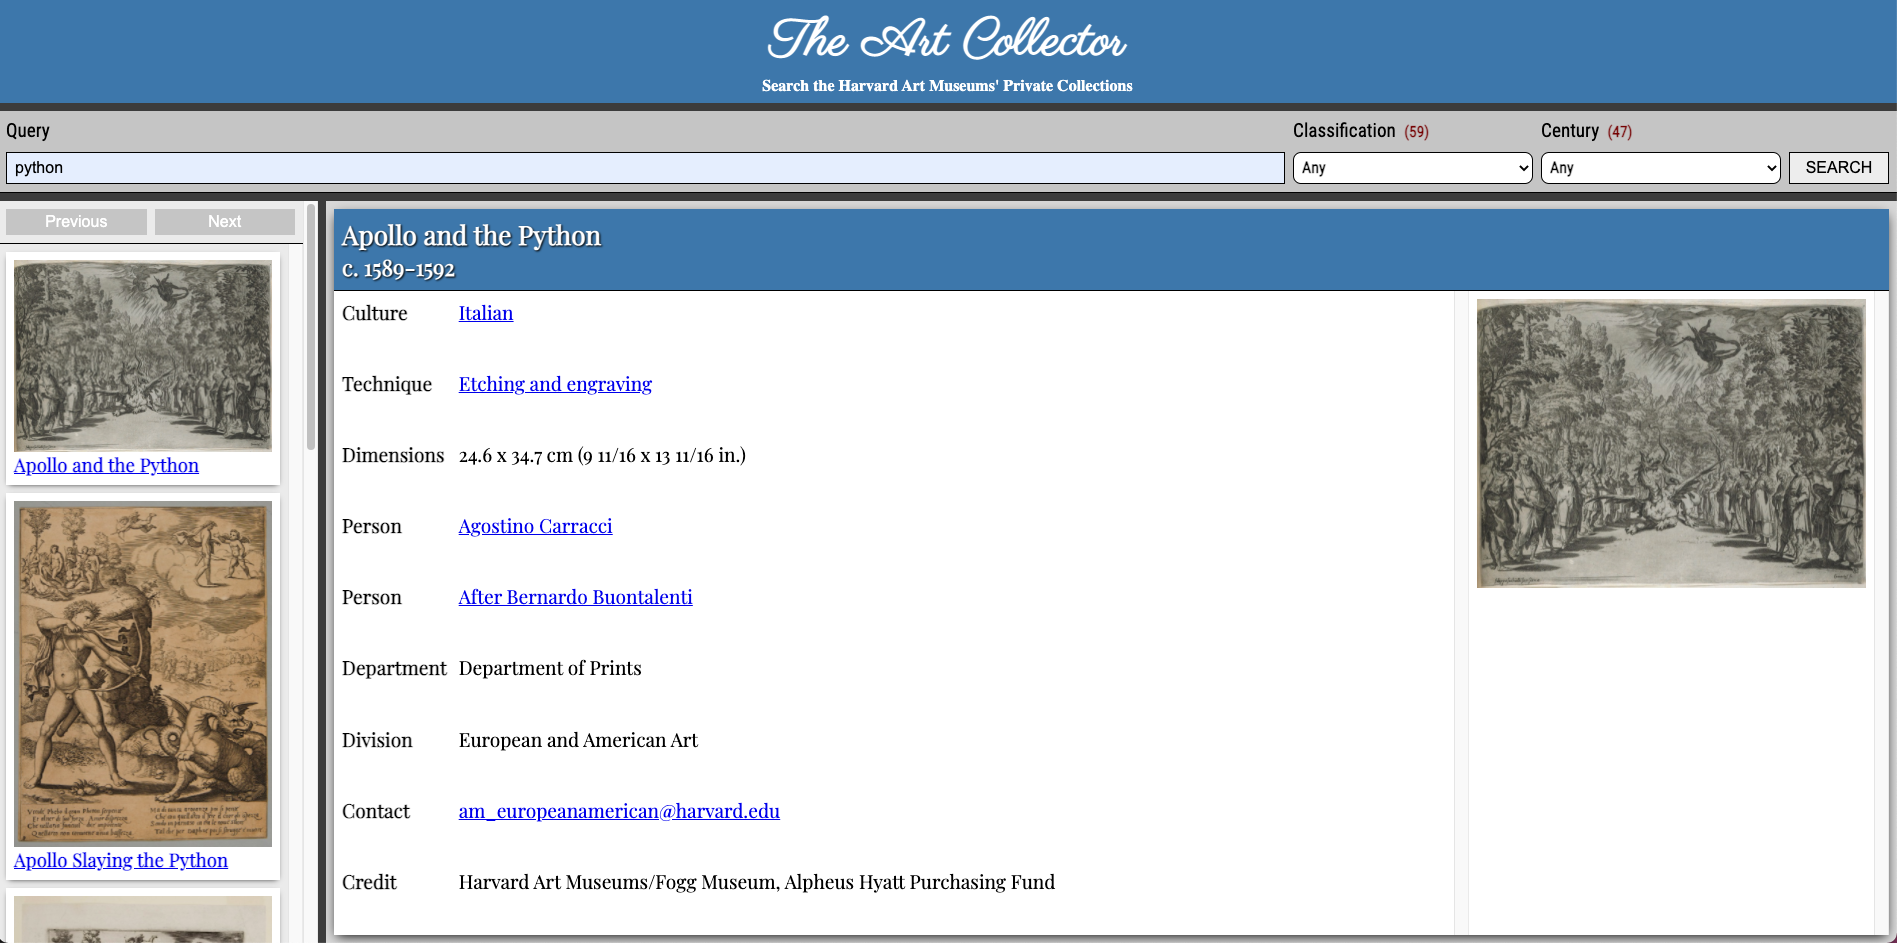 The Art Collector
Search the Harvard Art Museums' Private Collections
Query
Classification (59)
Century (47)
python
Any
Any
SEARCH
Previous
Next
Apollo and the Python
Apollo Slaying the Python
Apollo and the Python
c. 1589-1592
Culture Italian
Technique Etching and engraving
Dimensions 24.6 x 34.7 cm (9 11/16 x 13 11/16 in.)
Person Agostino Carracci
Person After Bernardo Buontalenti
Department Department of Prints
Division European and American Art
Contact am_europeanamerican@harvard.edu
Credit Harvard Art Museums/Fogg Museum, Alpheus Hyatt Purchasing Fund